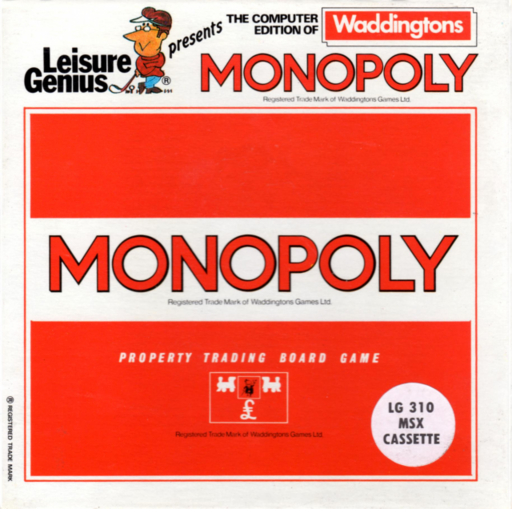 Leisure
Genius
®
presents
THE COMPUTER
EDITION OF
Waddingtons
MONOPOLY
Registered Trade Mark of Waddingtons Games Ltd.
MONOPOLY
Registered Trade Mark of Waddingtons Games Ltd.
PROPERTY TRADING BOARD GAME
£
Registered Trade Mark of Waddingtons Games Ltd.
LG 310
MSX
CASSETTE
® REGISTERED TRADE MARK